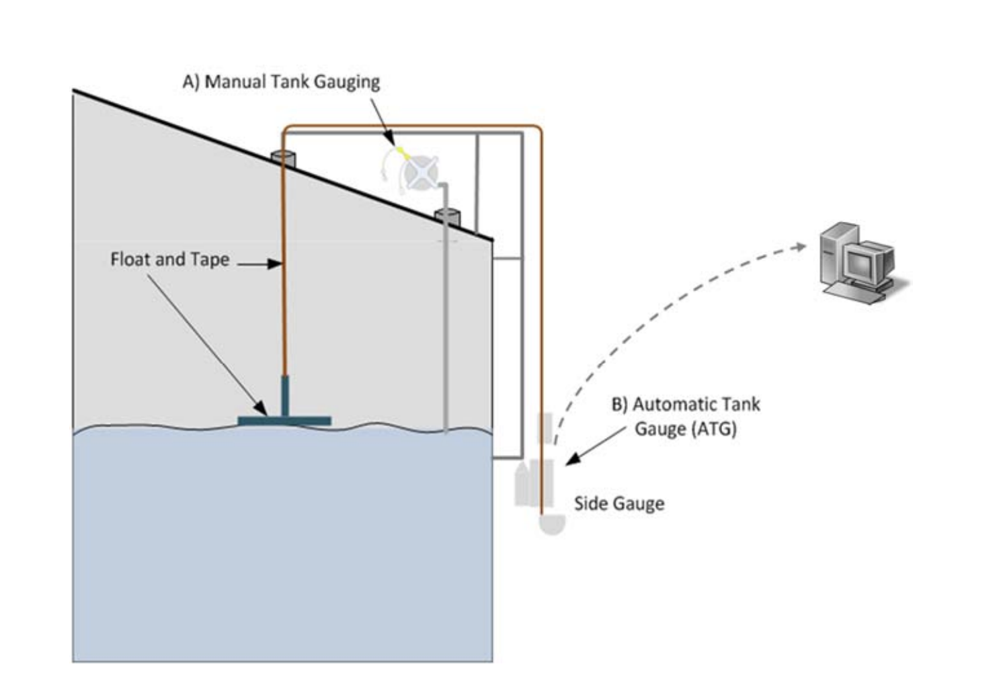 A) Manual Tank Gauging
Float and Tape
B) Automatic Tank
Gauge (ATG)
Side Gauge